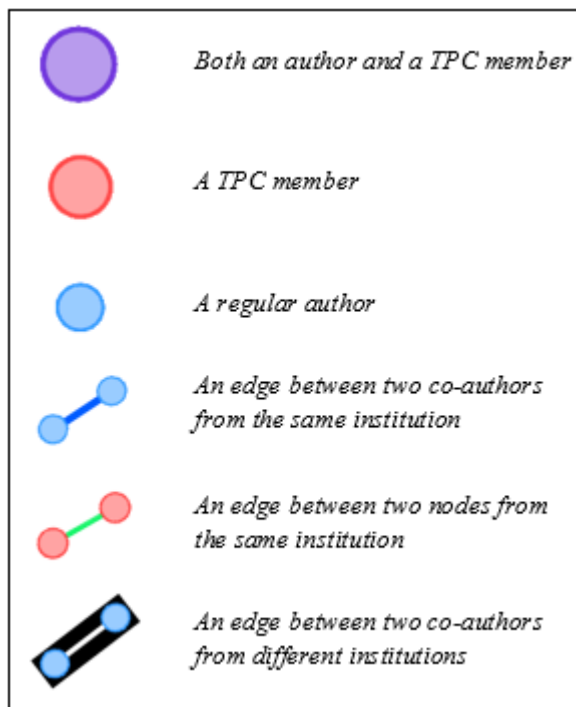 Both an author and a TPC member
A TPC member
A regular author
An edge between two co-authors
from the same institution
An edge between two nodes from
the same institution
An edge between two co-authors
from different institutions